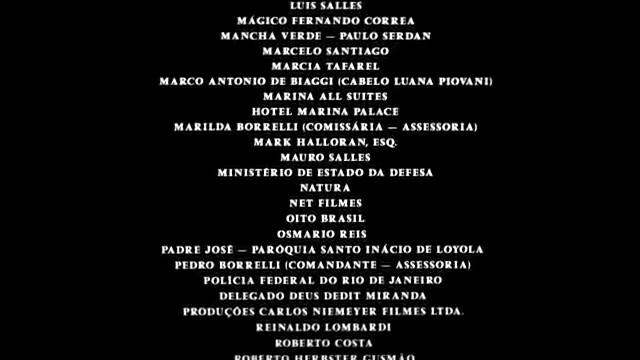 LUIS SALLES
MÁGICO FERNANDO CORREA
MANCHA VERDE — PAULO SERDAN
MARCELO SANTIAGO
MARCIA TAFAREL
MARCO ANTONIO DE BIAGGI (CABELO LUANA PIOVANI)
MARINA ALL SUITES
HOTEL MARINA PALACE
MARILDA BORRELLI (COMISSÁRIA — ASSESSORIA)
MARK HALLORAN, ESQ.
MAURO SALLES
MINISTÉRIO DE ESTADO DA DEFESA
NATURA
NET FILMES
OITO BRASIL
OSMARIO REIS
PADRE JOSÉ — PARÓQUIA SANTO INÁCIO DE LOYOLA
PEDRO BORRELLI (COMANDANTE — ASSESSORIA)
POLÍCIA FEDERAL DO RIO DE JANEIRO
DELEGADO DEUS DEDIT MIRANDA
PRODUÇÕES CARLOS NIEMEYER FILMES LTDA.
REINALDO LOMBARDI
ROBERTO COSTA
ROBERTO HERBSTER GUSMÃO